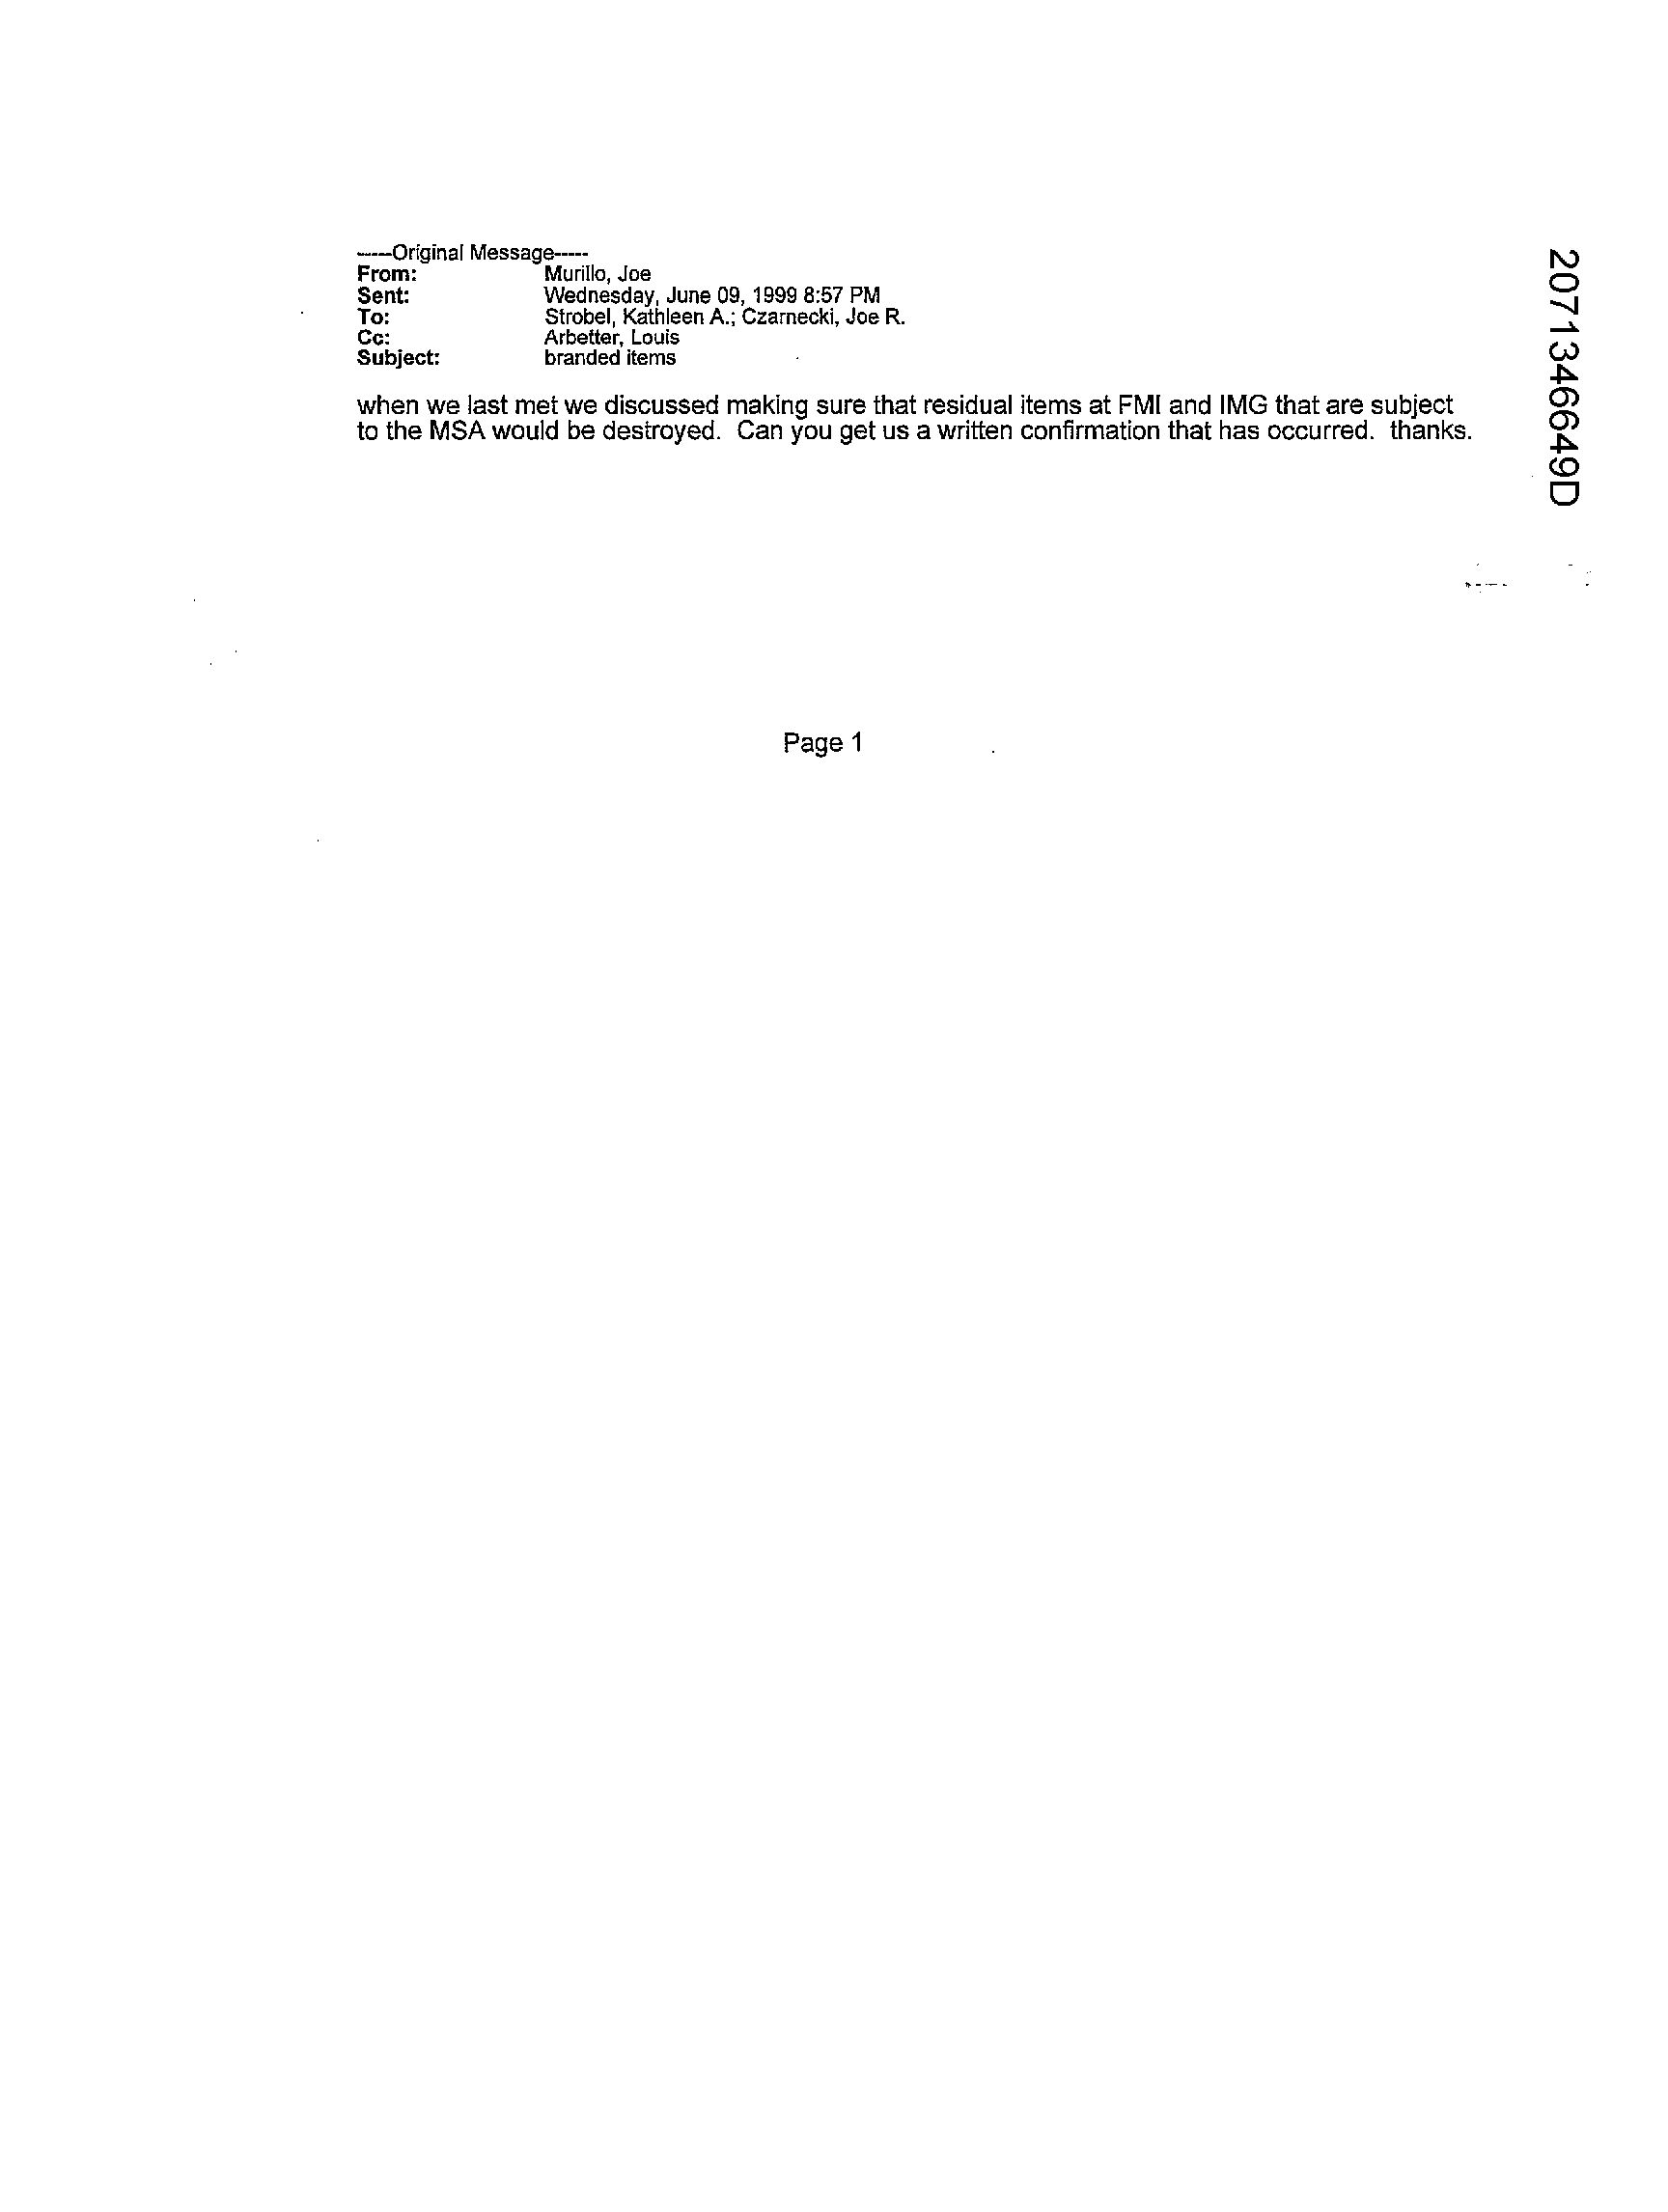 -----Original Message-----
From: Murillo, Joe
Sent: Wednesday, June 09, 1999 8:57 PM
To: Strobel, Kathleen A.; Czarnecki, Joe R.
Cc: Arbetter, Louis
Subject: branded items
when we last met we discussed making sure that residual items at FMI and IMG that are subject
to the MSA would be destroyed. Can you get us a written confirmation that has occurred. thanks.
2071346649D
Page 1